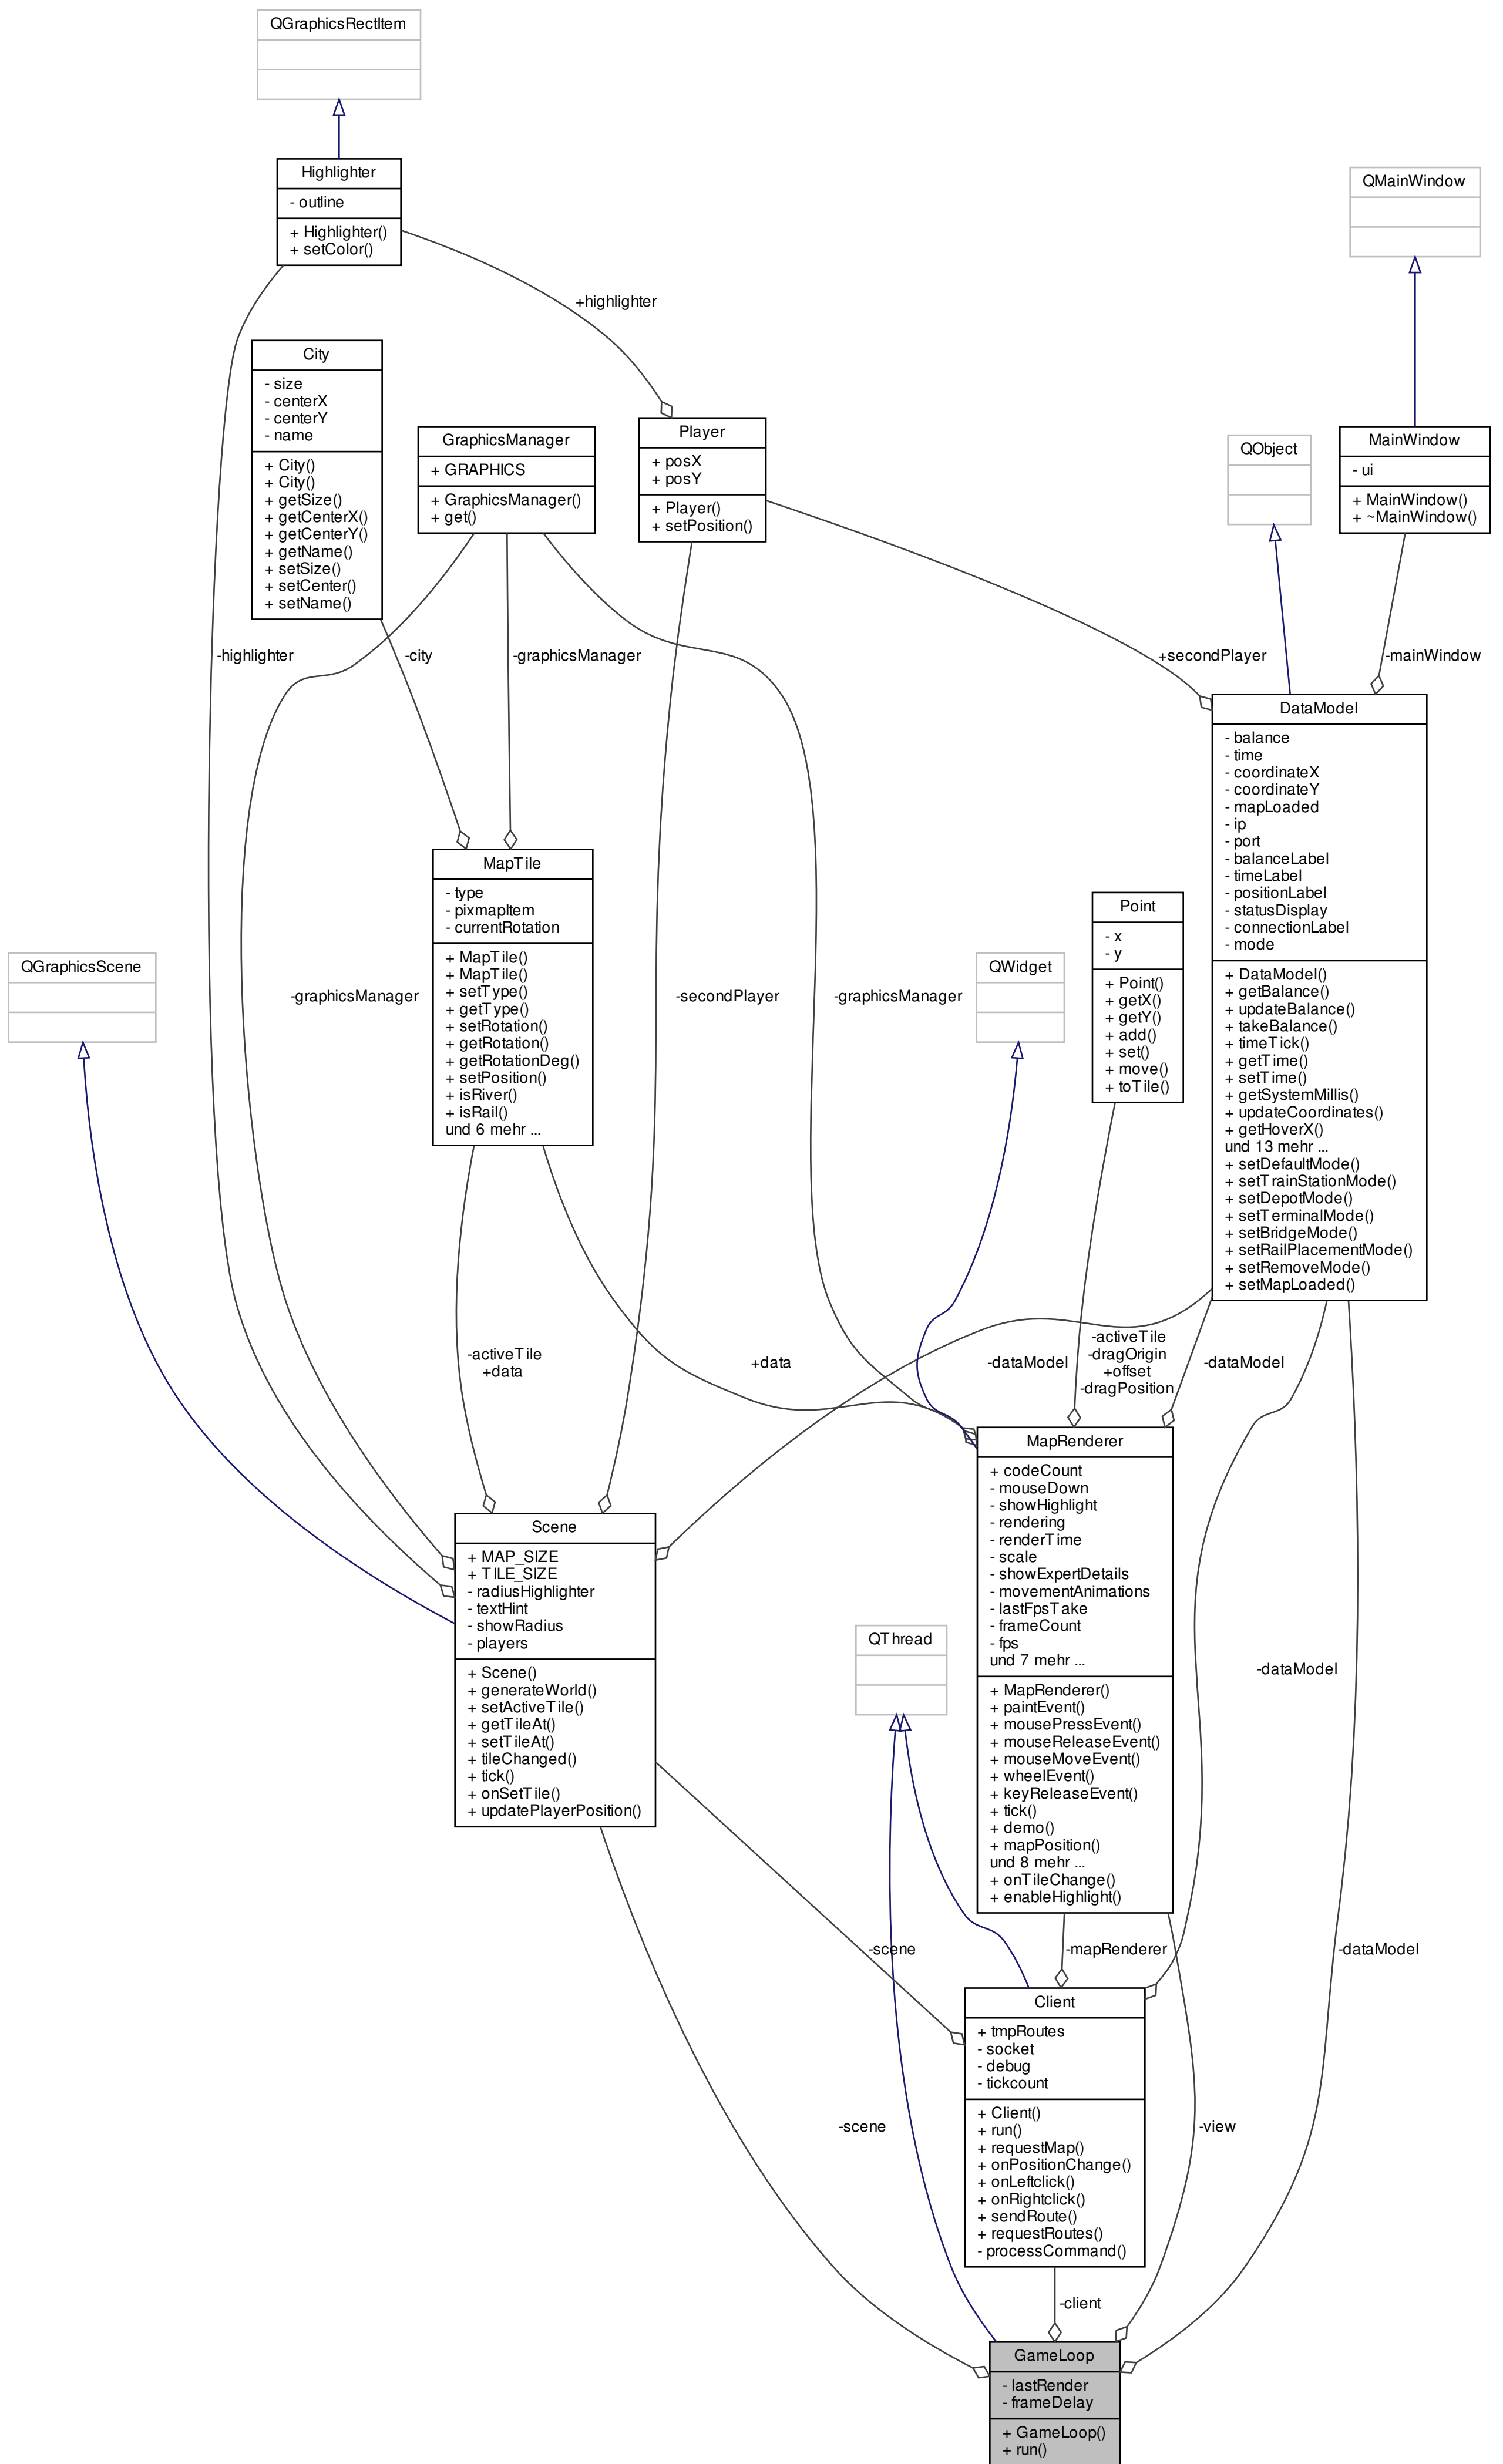 QGraphicsRectItem
Highlighter
- outline
+ Highlighter()
+ setColor()
QMainWindow
+highlighter
City
- size
- centerX
- centerY
- name
+ City()
+ City()
+ getSize()
+ getCenterX()
+ getCenterY()
+ getName()
+ setSize()
+ setCenter()
+ setName()
GraphicsManager
+ GRAPHICS
+ GraphicsManager()
+ get()
Player
+ posX
+ posY
+ Player()
+ setPosition()
QObject
MainWindow
- ui
+ MainWindow()
+ ~MainWindow()
-highlighter
-city
-graphicsManager
+secondPlayer
-mainWindow
DataModel
- balance
- time
- coordinateX
- coordinateY
- mapLoaded
- ip
- port
- balanceLabel
- timeLabel
- positionLabel
- statusDisplay
- connectionLabel
- mode
+ DataModel()
+ getBalance()
+ updateBalance()
+ takeBalance()
+ timeTick()
+ getTime()
+ setTime()
+ getSystemMillis()
+ updateCoordinates()
+ getHoverX()
und 13 mehr ...
+ setDefaultMode()
+ setTrainStationMode()
+ setDepotMode()
+ setTerminalMode()
+ setBridgeMode()
+ setRailPlacementMode()
+ setRemoveMode()
+ setMapLoaded()
MapTile
- type
- pixmapItem
- currentRotation
+ MapTile()
+ MapTile()
+ setType()
+ getType()
+ setRotation()
+ getRotation()
+ getRotationDeg()
+ setPosition()
+ isRiver()
+ isRail()
und 6 mehr ...
Point
- x
- y
+ Point()
+ getX()
+ getY()
+ add()
+ set()
+ move()
+ toTile()
QGraphicsScene
QWidget
-graphicsManager
-secondPlayer
-graphicsManager
-activeTile
+data
+data
-dataModel
-activeTile
-dragOrigin
+offset
-dragPosition
-dataModel
MapRenderer
+ codeCount
- mouseDown
- showHighlight
- rendering
- renderTime
- scale
- showExpertDetails
- movementAnimations
- lastFpsTake
- frameCount
- fps
und 7 mehr ...
+ MapRenderer()
+ paintEvent()
+ mousePressEvent()
+ mouseReleaseEvent()
+ mouseMoveEvent()
+ wheelEvent()
+ keyReleaseEvent()
+ tick()
+ demo()
+ mapPosition()
und 8 mehr ...
+ onTileChange()
+ enableHighlight()
Scene
+ MAP_SIZE
+ TILE_SIZE
- radiusHighlighter
- textHint
- showRadius
- players
+ Scene()
+ generateWorld()
+ setActiveTile()
+ getTileAt()
+ setTileAt()
+ tileChanged()
+ tick()
+ onSetTile()
+ updatePlayerPosition()
QThread
-dataModel
-scene
-mapRenderer
-dataModel
Client
+ tmpRoutes
- socket
- debug
- tickcount
+ Client()
+ run()
+ requestMap()
+ onPositionChange()
+ onLeftclick()
+ onRightclick()
+ sendRoute()
+ requestRoutes()
- processCommand()
-scene
-view
-client
GameLoop
- lastRender
- frameDelay
+ GameLoop()
+ run()